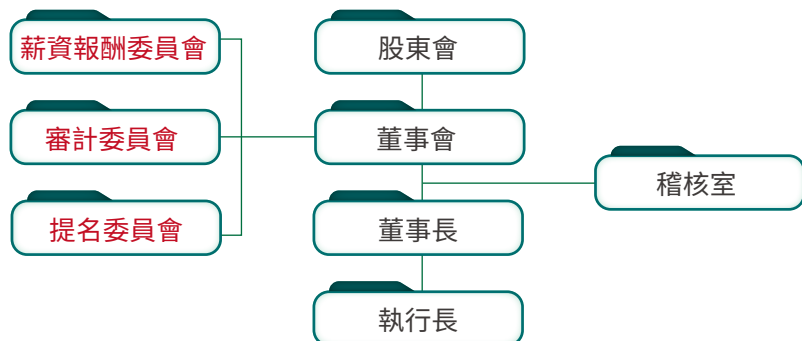 薪資報酬委員會
股東會
審計委員會
董事會
稽核室
提名委員會
董事長
執行長